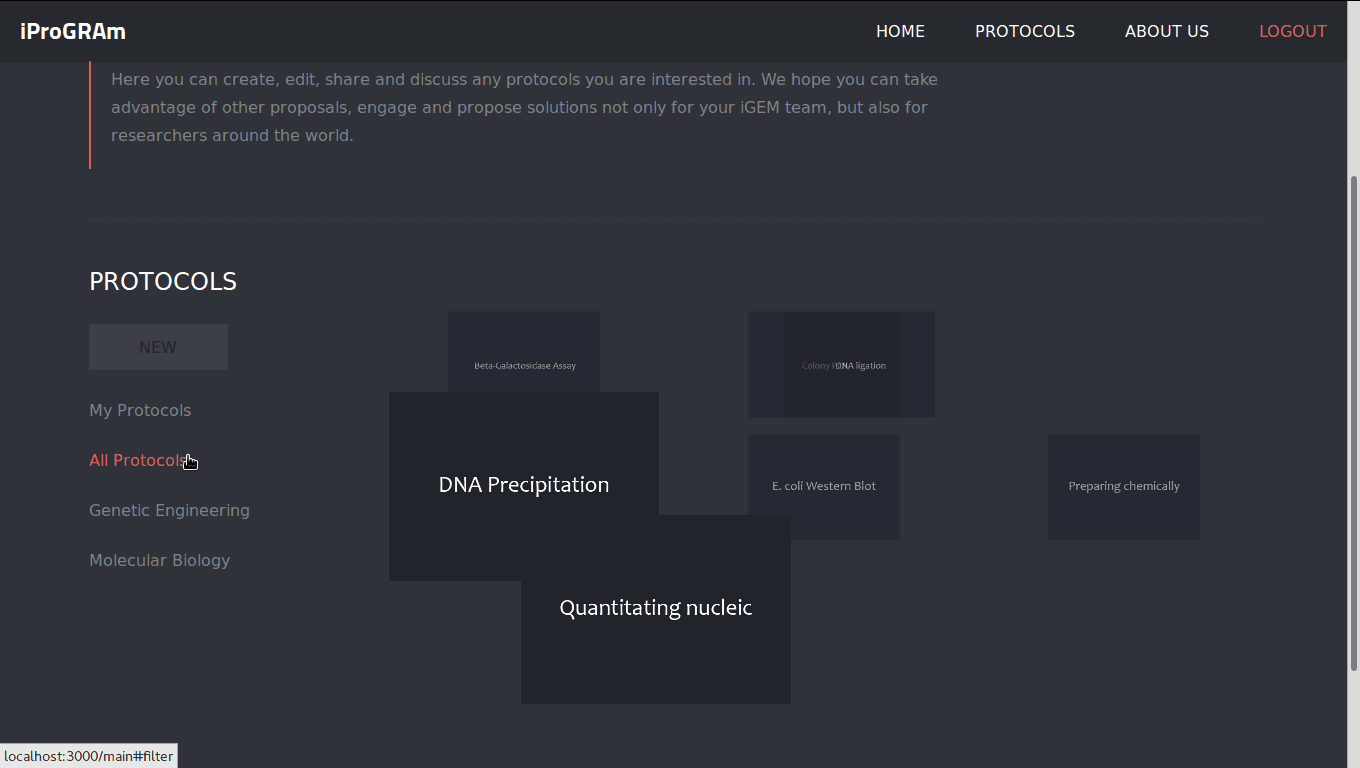 iProGRAm
HOME PROTOCOLS ABOUT US LOGOUT
Here you can create, edit, share and discuss any protocols you are interested in. We hope you can take
advantage of other proposals, engage and propose solutions not only for your iGEM team, but also for
researchers around the world.
PROTOCOLS
NEW
My Protocols
All Protocols
Genetic Engineering
Molecular Biology
Beta-Galactosidase Assay
Colony
DNA ligation
DNA Precipitation
E. coli Western Blot
Preparing chemically
Quantitating nucleic
localhost:3000/main#filter